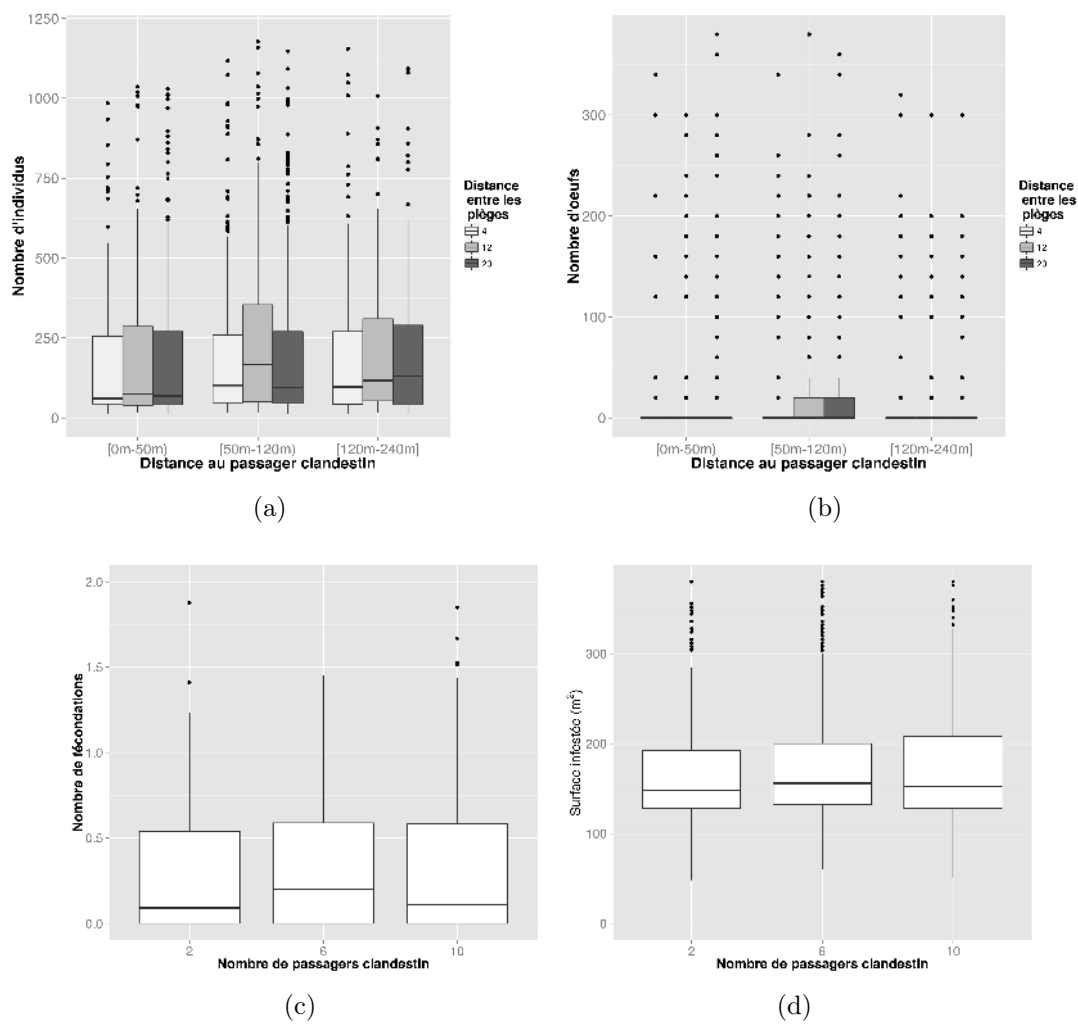 1250
1000
750
500
250
0
Nombre d'individus
[0m-50m)
[50m-120m)
[120m-240m]
Distance au passager clandestin
Distance
entre les
pièges
4
12
20
(a)
300
200
100
0
Nombre d'oeufs
[0m-50m)
[50m-120m)
[120m-240m]
Distance au passager clandestin
Distance
entre les
pièges
4
12
20
(b)
2.0
1.5
1.0
0.5
0.0
Nombre de fécondations
2
6
10
Nombre de passagers clandestin
(c)
300
200
100
0
Surface infestée (m²)
2
6
10
Nombre de passagers clandestin
(d)